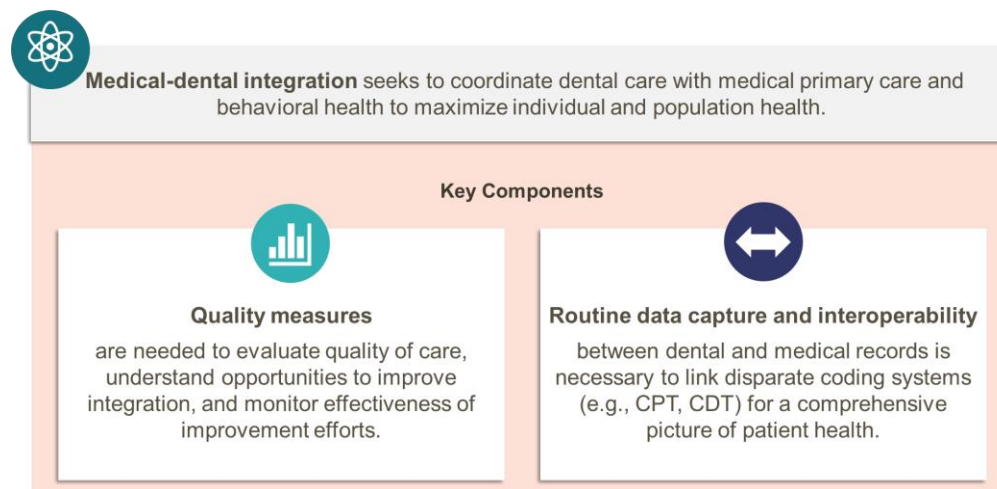 Medical-dental integration seeks to coordinate dental care with medical primary care and
behavioral health to maximize individual and population health.
Key Components
Quality measures
are needed to evaluate quality of care,
understand opportunities to improve
integration, and monitor effectiveness of
improvement efforts.
Routine data capture and interoperability
between dental and medical records is
necessary to link disparate coding systems
(e.g., CPT, CDT) for a comprehensive
picture of patient health.